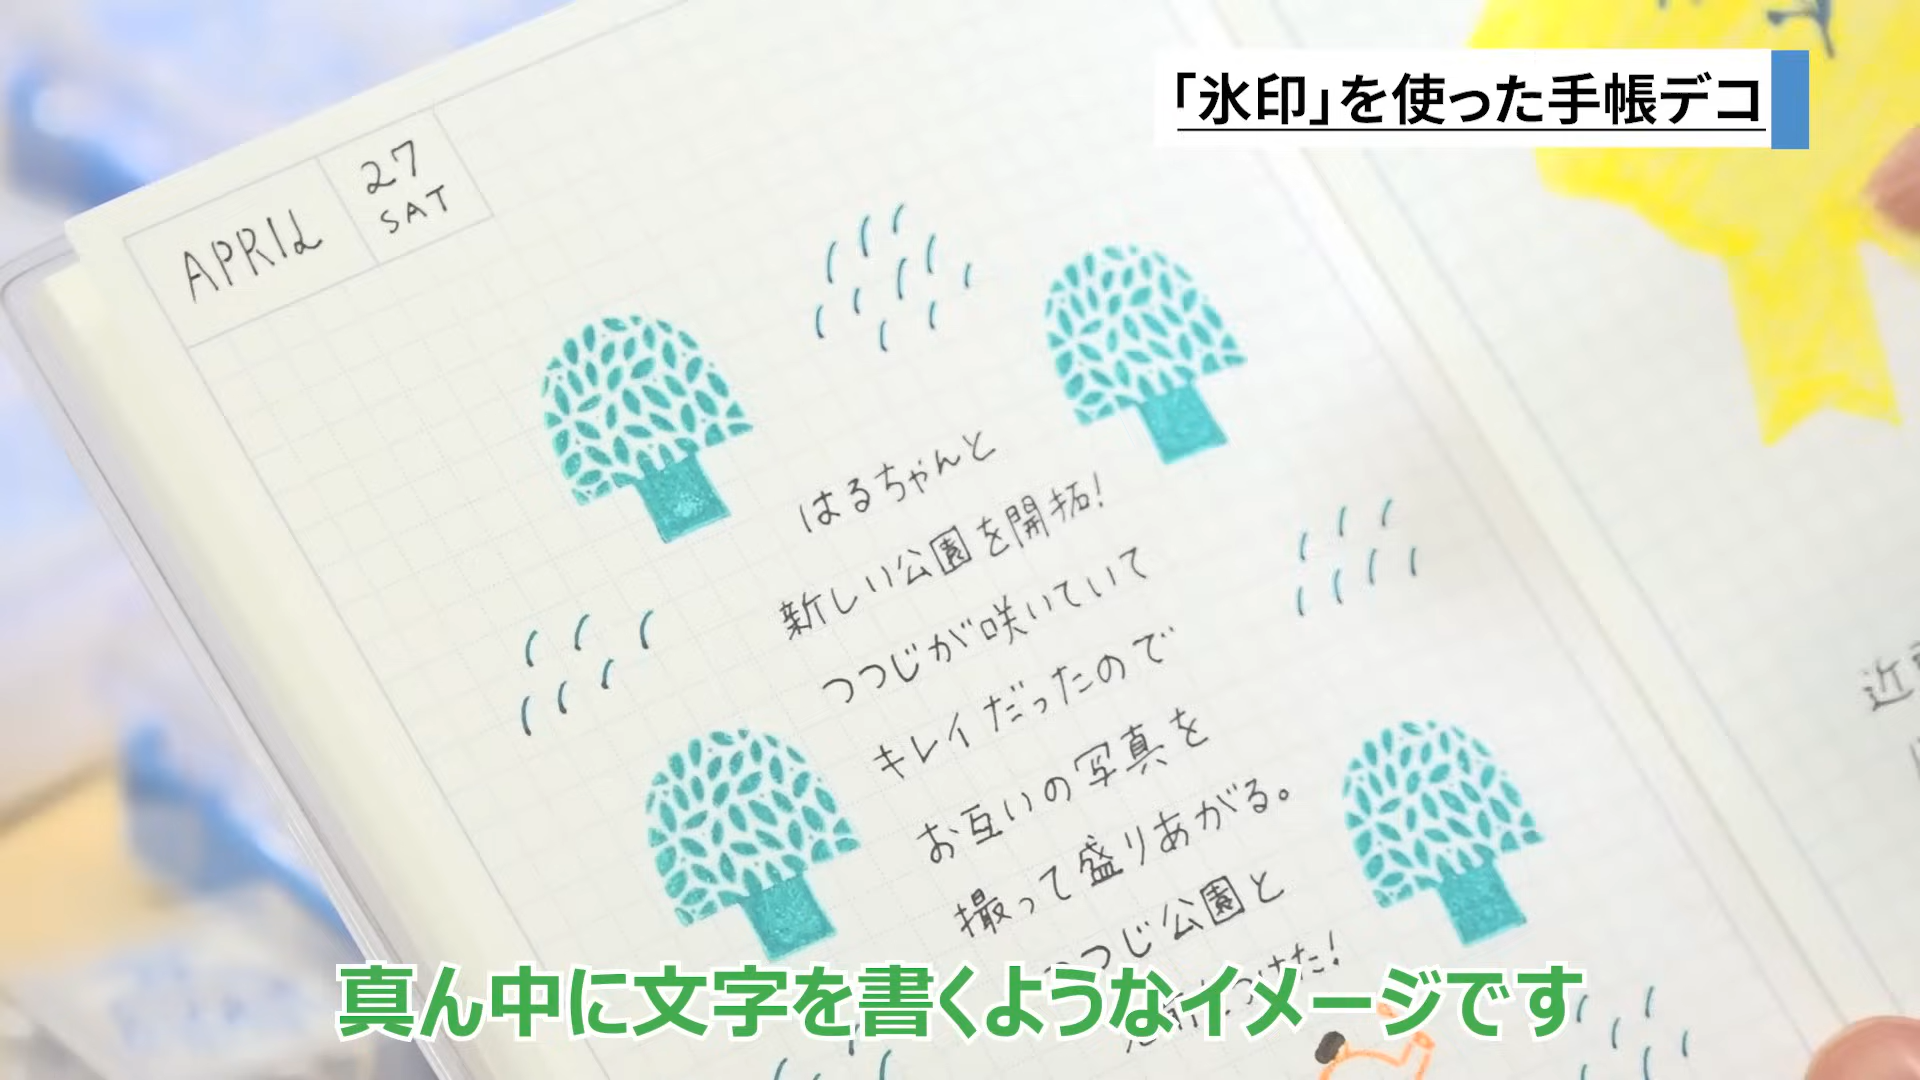 「氷印」を使った手帳デコ
APRIL
27
SAT
はるちゃんと
新しい公園を開拓!
つつじが咲いていて
キレイだったので
お互いの写真を
撮って盛りあがる。
つつじ公園と
けた!
近
真ん中に文字を書くようなイメージです